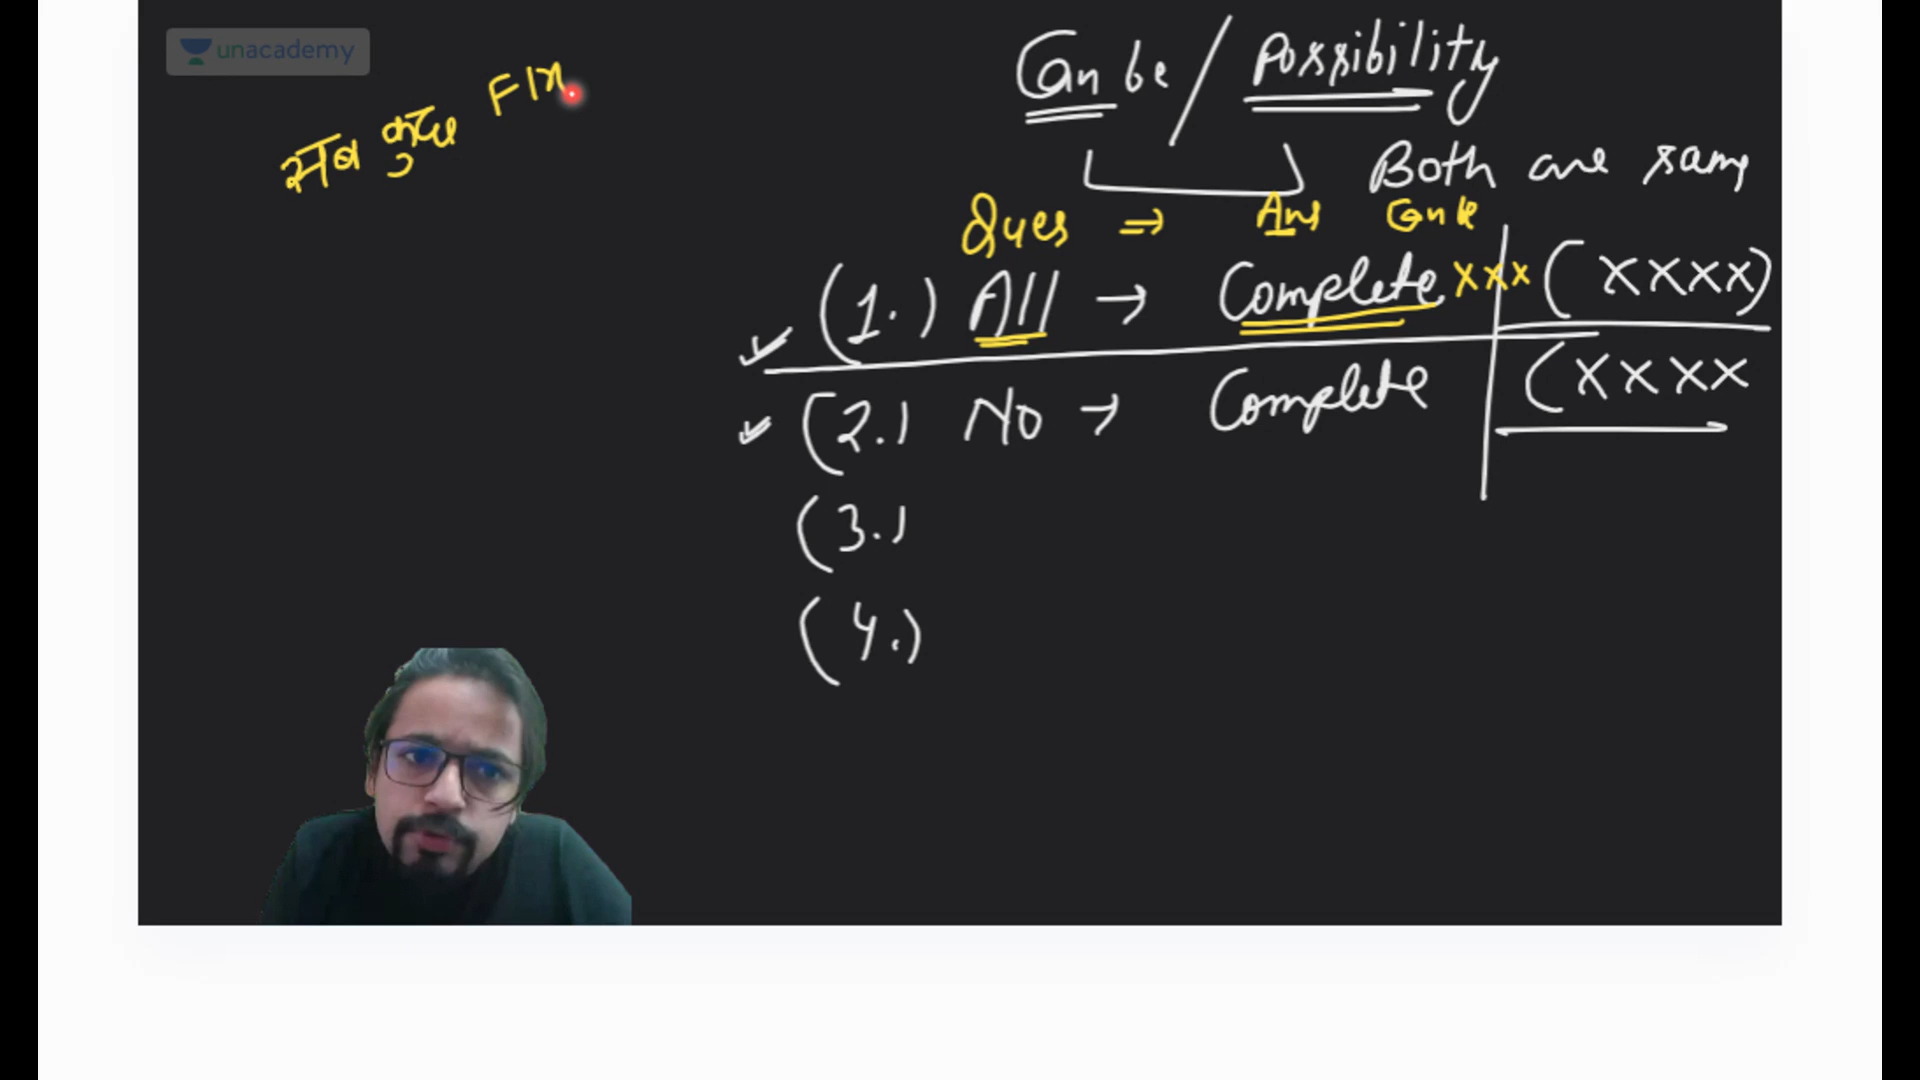 unacademy
सब कुछ FIX
Can be / Possibility
Both are same
Ques ⇒ Ans Can be
(1.) All → Complete xxx (xxxx)
(2.) No → Complete (xxxx
(3.)
(4.)